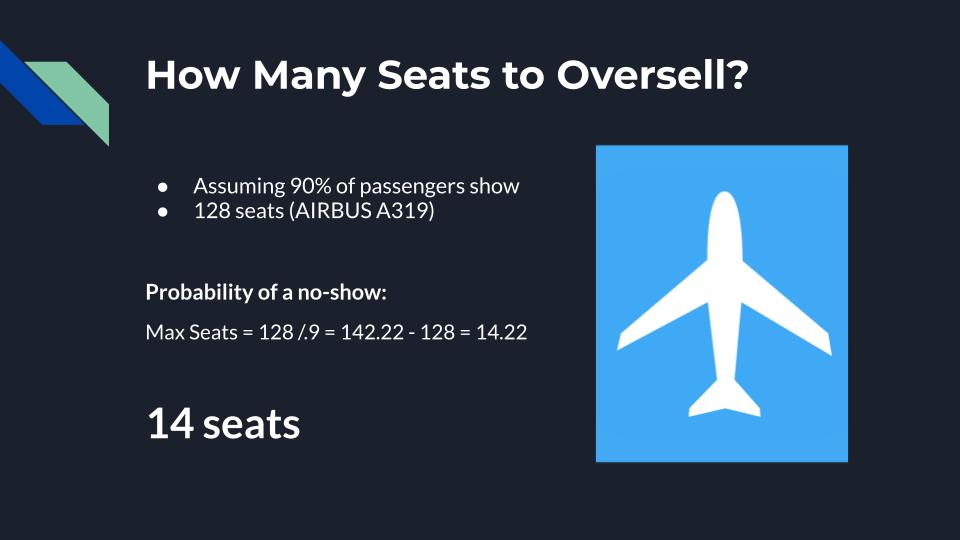 How Many Seats to Oversell?
● Assuming 90% of passengers show
● 128 seats (AIRBUS A319)
Probability of a no-show:
Max Seats = 128 /.9 = 142.22 - 128 = 14.22
14 seats